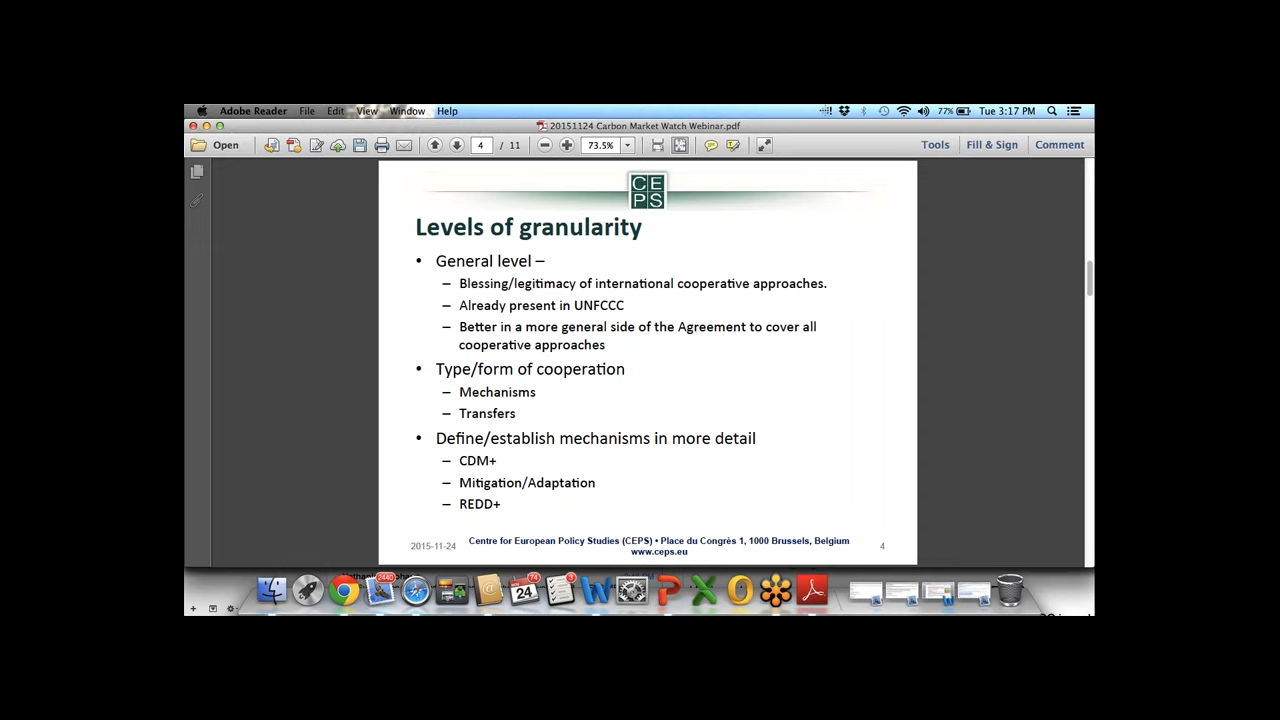 Adobe Reader File Edit View Window Help 77% Tue 3:17 PM
20151124 Carbon Market Watch Webinar.pdf
Open 4 / 11 73.5% Tools Fill & Sign Comment
CE
PS
Levels of granularity
• General level –
– Blessing/legitimacy of international cooperative approaches.
– Already present in UNFCCC
– Better in a more general side of the Agreement to cover all
cooperative approaches
• Type/form of cooperation
– Mechanisms
– Transfers
• Define/establish mechanisms in more detail
– CDM+
– Mitigation/Adaptation
– REDD+
2015-11-24 Centre for European Policy Studies (CEPS) • Place du Congrès 1, 1000 Brussels, Belgium 4
www.ceps.eu
2440 74 3
24